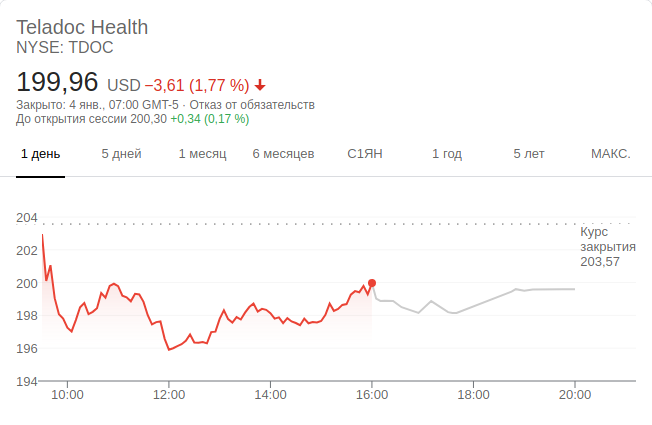 Teladoc Health
NYSE: TDOC
199,96 USD −3,61 (1,77 %)
Закрыто: 4 янв., 07:00 GMT-5 · Отказ от обязательств
До открытия сессии 200,30 +0,34 (0,17 %)
1 день 5 дней 1 месяц 6 месяцев С1ЯН 1 год 5 лет МАКС.
204
Курс
закрытия
203,57
202
200
198
196
194
10:00 12:00 14:00 16:00 18:00 20:00